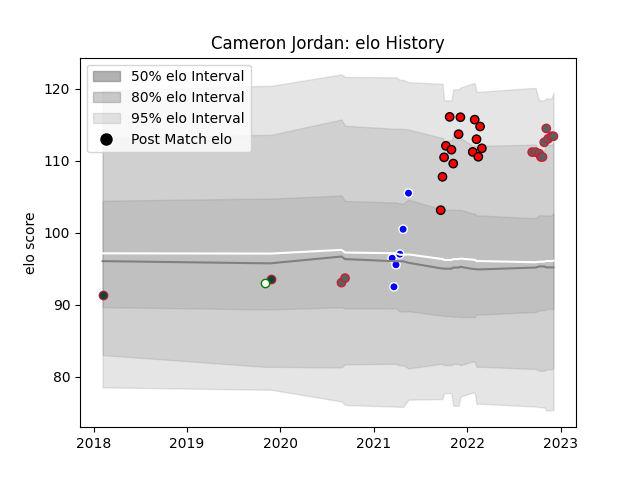 Cameron Jordan: elo History
50% elo Interval
80% elo Interval
95% elo Interval
Post Match elo
elo score
120
110
100
90
80
2018
2019
2020
2021
2022
2023